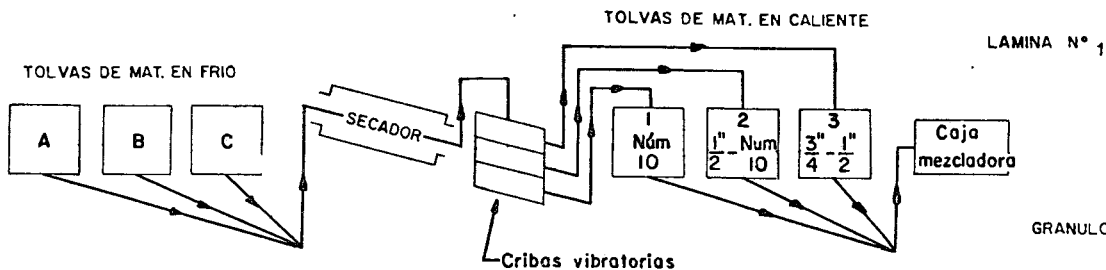 TOLVAS DE MAT. EN CALIENTE
LAMINA N° 1
TOLVAS DE MAT. EN FRIO
A
B
C
SECADOR
1
Núm
10
2
1"/2 - Num
10
3
3"/4 - 1"/2
Caja
mezcladora
GRANULO
Cribas vibratorias